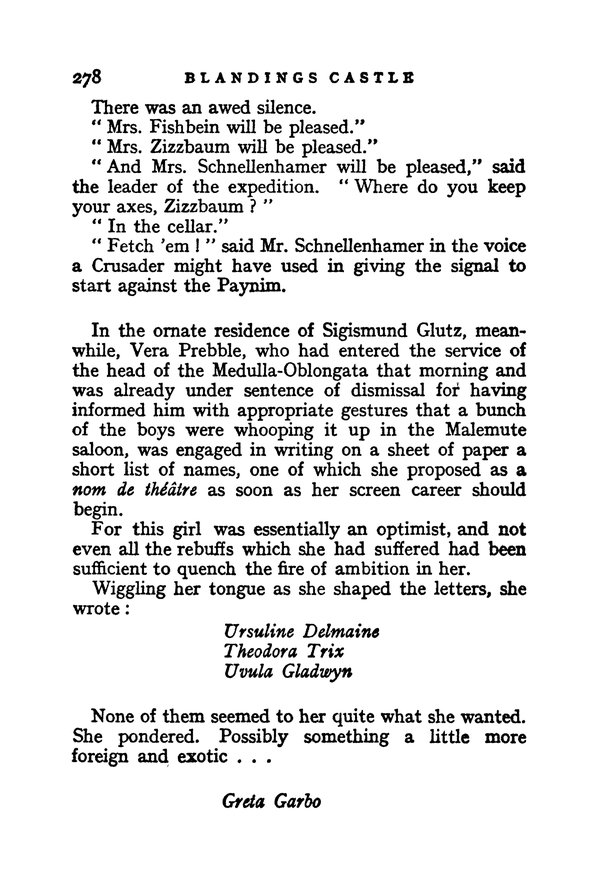 278 BLANDINGS CASTLE
There was an awed silence.
" Mrs. Fishbein will be pleased."
" Mrs. Zizzbaum will be pleased."
" And Mrs. Schnellenhamer will be pleased," said
the leader of the expedition. " Where do you keep
your axes, Zizzbaum ? "
" In the cellar."
" Fetch 'em ! " said Mr. Schnellenhamer in the voice
a Crusader might have used in giving the signal to
start against the Paynim.
In the ornate residence of Sigismund Glutz, mean-
while, Vera Prebble, who had entered the service of
the head of the Medulla-Oblongata that morning and
was already under sentence of dismissal for having
informed him with appropriate gestures that a bunch
of the boys were whooping it up in the Malemute
saloon, was engaged in writing on a sheet of paper a
short list of names, one of which she proposed as a
nom de théâtre as soon as her screen career should
begin.
For this girl was essentially an optimist, and not
even all the rebuffs which she had suffered had been
sufficient to quench the fire of ambition in her.
Wiggling her tongue as she shaped the letters, she
wrote :
Ursuline Delmaine
Theodora Trix
Uvula Gladwyn
None of them seemed to her quite what she wanted.
She pondered. Possibly something a little more
foreign and exotic . . .
Greta Garbo